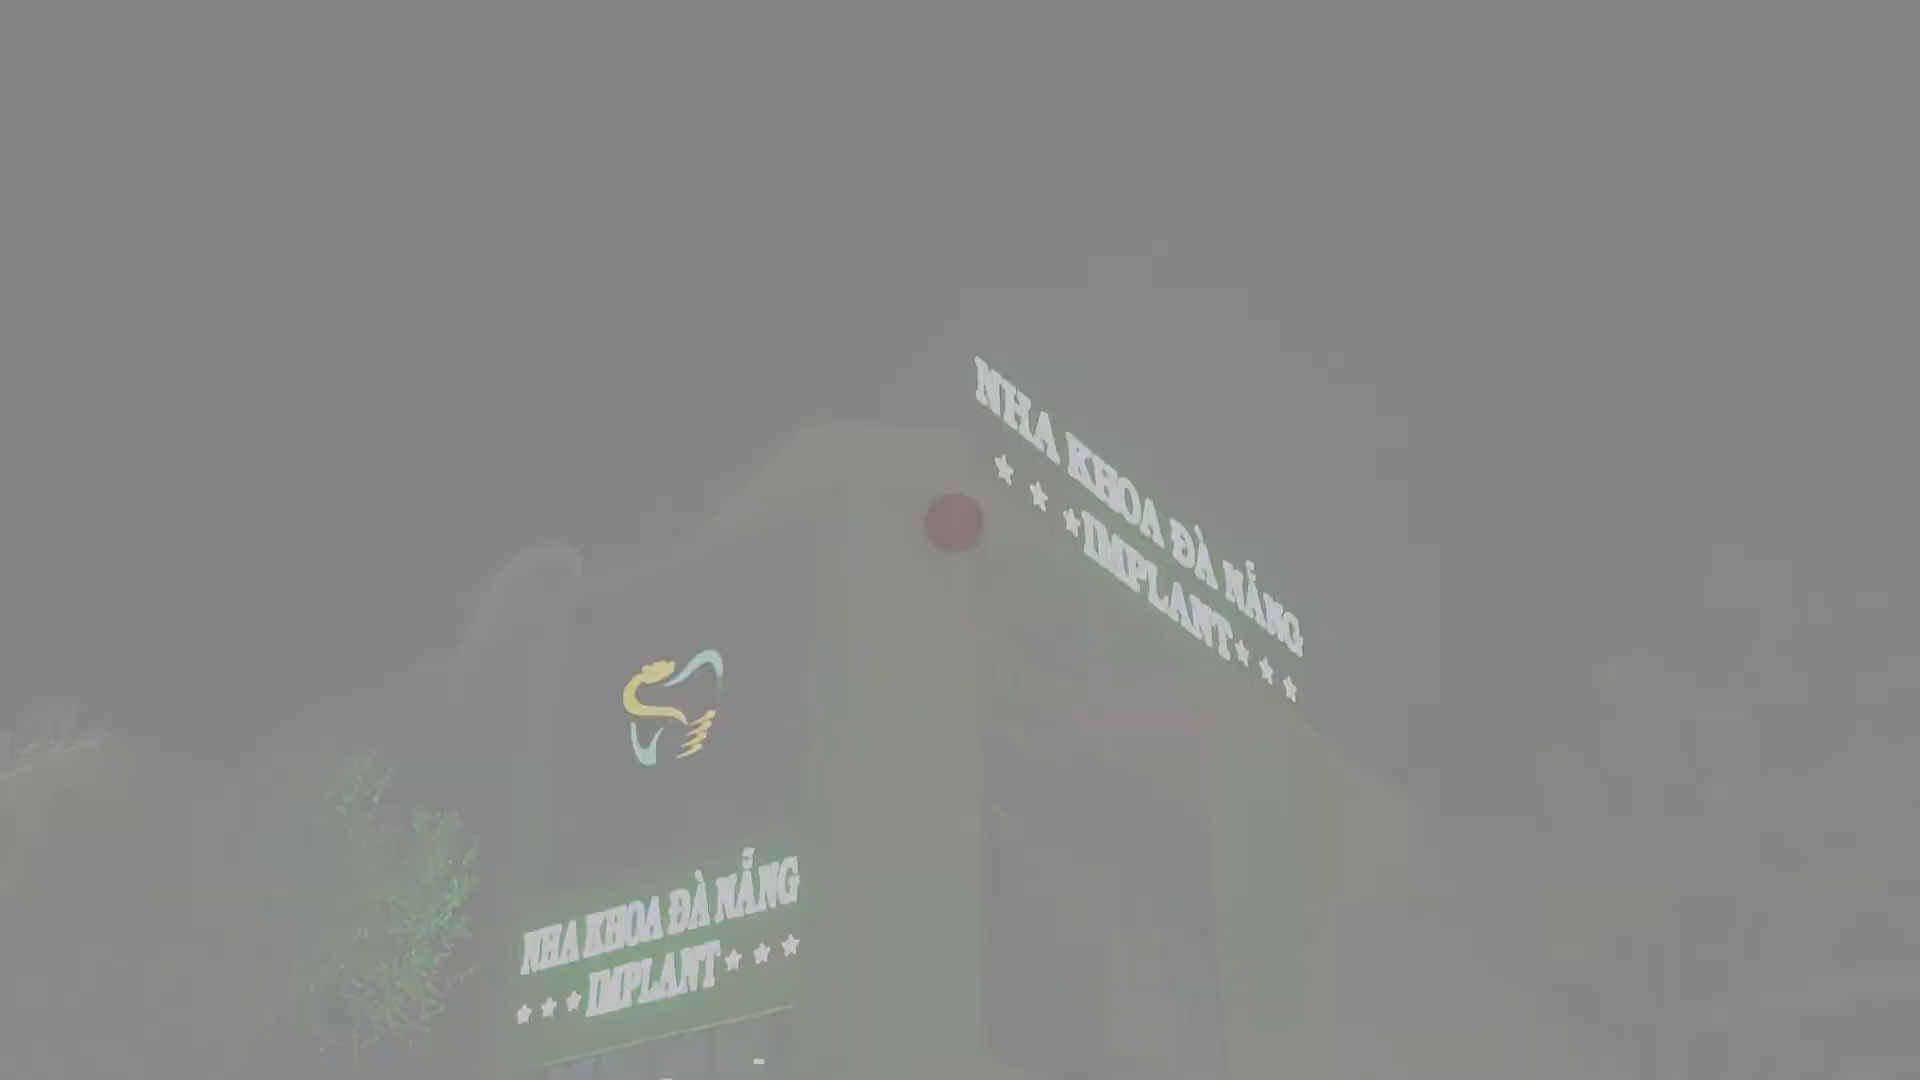 NHA KHOA ĐÀ NẴNG
★ ★ ★ IMPLANT ★ ★ ★
NHA KHOA ĐÀ NẴNG
★ ★ ★ IMPLANT ★ ★ ★